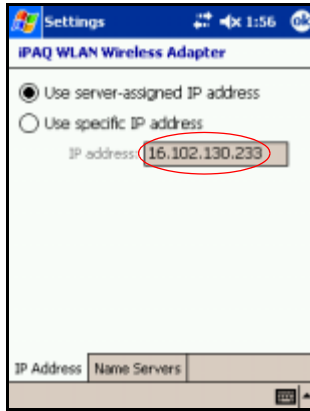 Settings 1:56 ok
iPAQ WLAN Wireless Adapter
Use server-assigned IP address
Use specific IP address
IP address: 16.102.130.233
IP Address Name Servers